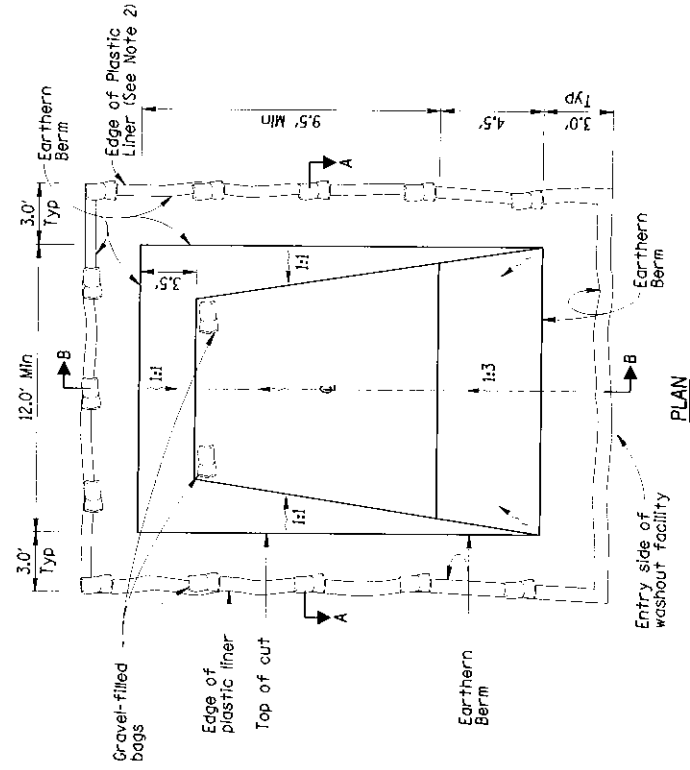 Earthern
Berm
Edge of Plastic
Liner (See Note 2)
3.0'
Typ
12.0' Min
3.0'
Typ
B
3.5'
1:1
1:1
1:1
A
A
℄
1:3
9.5' Min
4.5'
3.0'
Typ
Gravel-filled
bags
Edge of
plastic liner
Top of cut
Earthern
Berm
Earthern
Berm
B
Entry side of
washout facility
PLAN